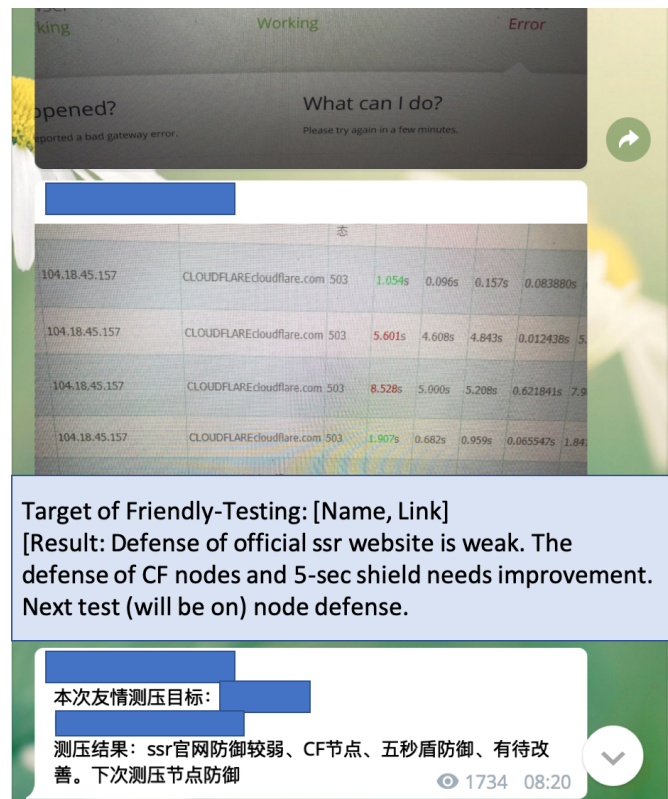 king
Working
Error
What can I do?
reported a bad gateway error.
Please try again in a few minutes.
态
104.18.45.157 CLOUDFLAREcloudflare.com 503 1.054s 0.096s 0.157s 0.083880s
104.18.45.157 CLOUDFLAREcloudflare.com 503 5.601s 4.608s 4.843s 0.012438s 5.
104.18.45.157 CLOUDFLAREcloudflare.com 503 8.528s 5.000s 5.208s 0.621841s 7.9
104.18.45.157 CLOUDFLAREcloudflare.com 503 1.907s 0.682s 0.959s 0.065547s 1.84
Target of Friendly-Testing: [Name, Link]
[Result: Defense of official ssr website is weak. The
defense of CF nodes and 5-sec shield needs improvement.
Next test (will be on) node defense.
本次友情测压目标：
测压结果：ssr官网防御较弱、CF节点、五秒盾防御、有待改
善。下次测压节点防御
1734 08:20